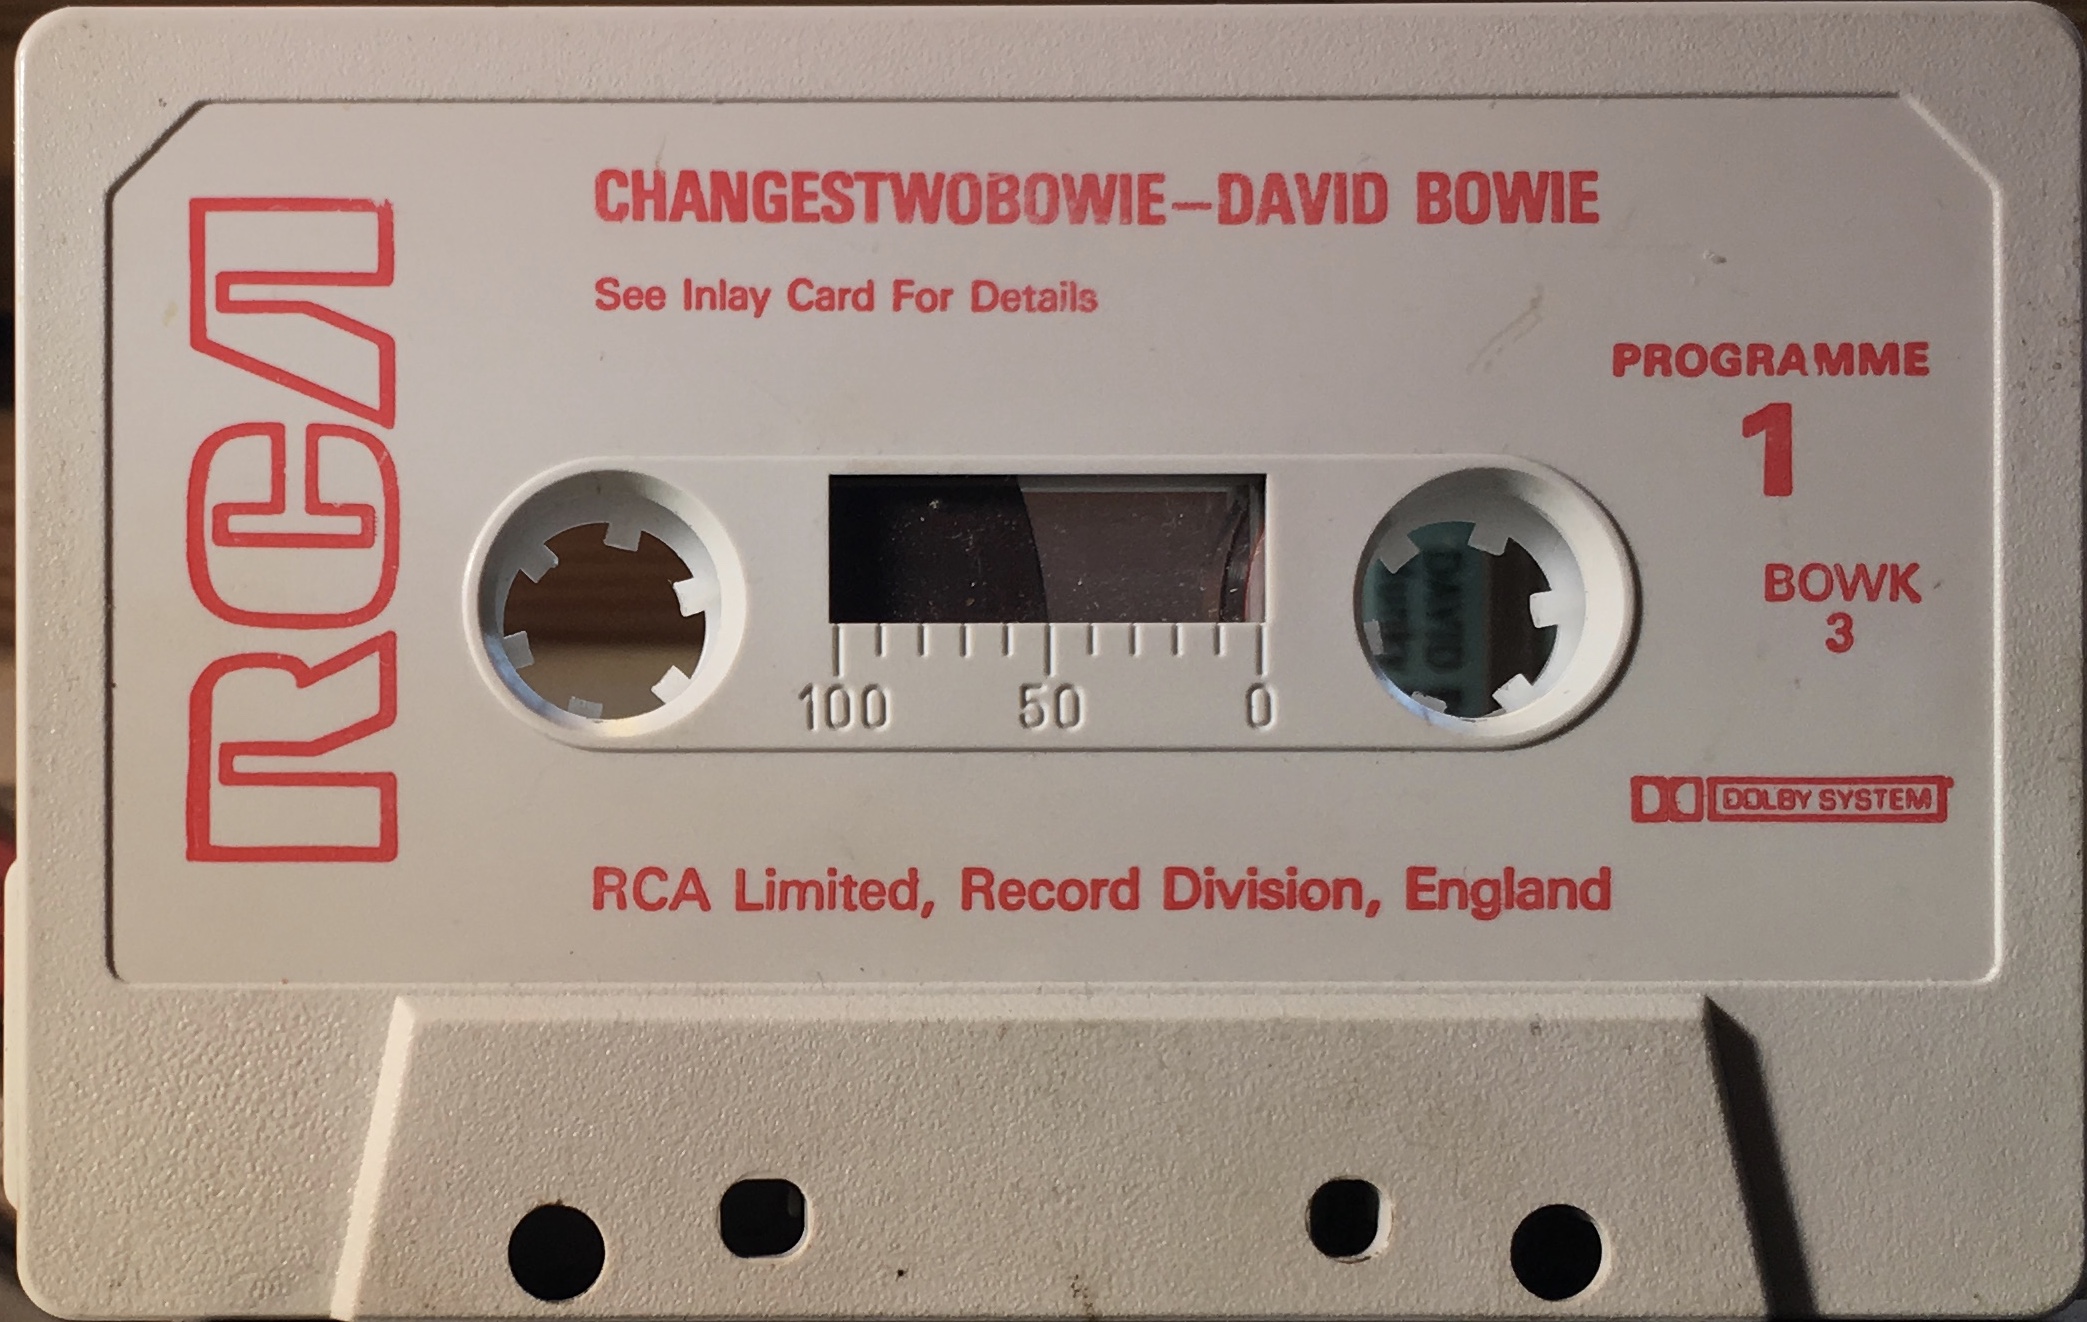 RCA
CHANGESTWOBOWIE—DAVID BOWIE
See Inlay Card For Details
PROGRAMME
1
BOWK
3
100 50 0
DAVID
DOLBY SYSTEM
RCA Limited, Record Division, England